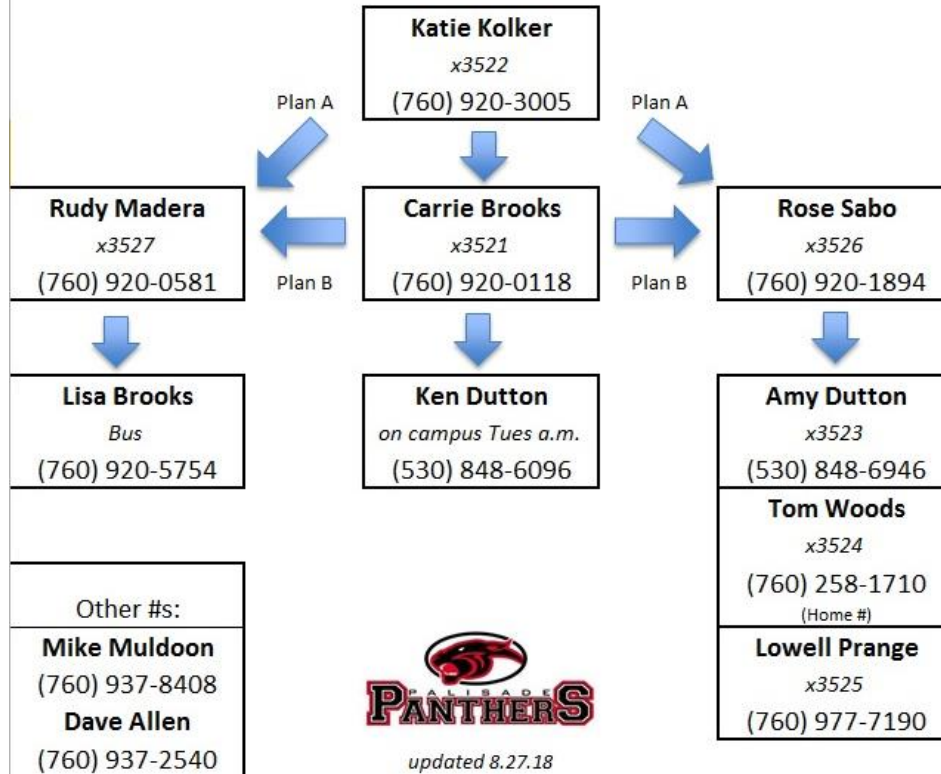 Katie Kolker
x3522
(760) 920-3005
Plan A
Plan A
Rudy Madera
x3527
(760) 920-0581
Carrie Brooks
x3521
(760) 920-0118
Rose Sabo
x3526
(760) 920-1894
Plan B
Plan B
Lisa Brooks
Bus
(760) 920-5754
Ken Dutton
on campus Tues a.m.
(530) 848-6096
Amy Dutton
x3523
(530) 848-6946
Tom Woods
x3524
(760) 258-1710
(Home #)
Lowell Prange
x3525
(760) 977-7190
Other #s:
Mike Muldoon
(760) 937-8408
Dave Allen
(760) 937-2540
PALISADE
PANTHERS
updated 8.27.18